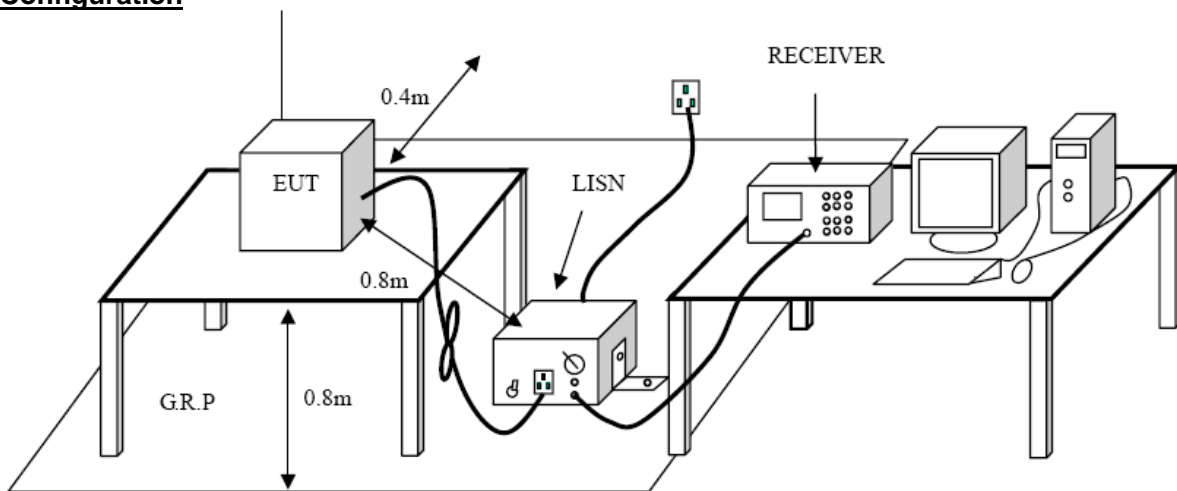 Configuration
RECEIVER
0.4m
EUT
LISN
0.8m
0.8m
G.R.P